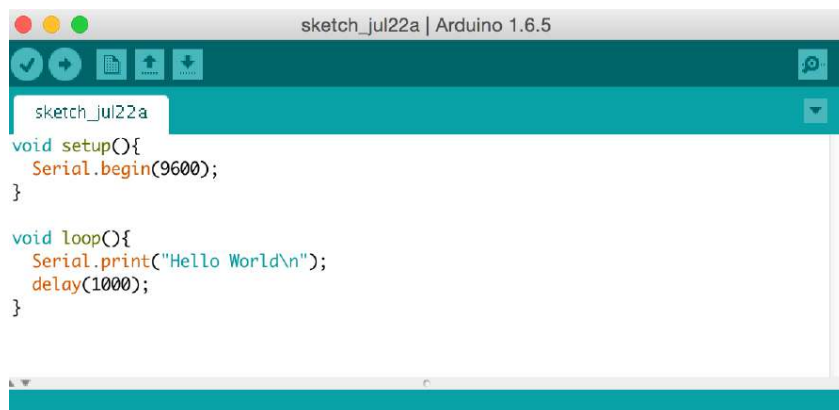 sketch_jul22a | Arduino 1.6.5
sketch_jul22a
void setup(){
  Serial.begin(9600);
}

void loop(){
  Serial.print("Hello World\n");
  delay(1000);
}